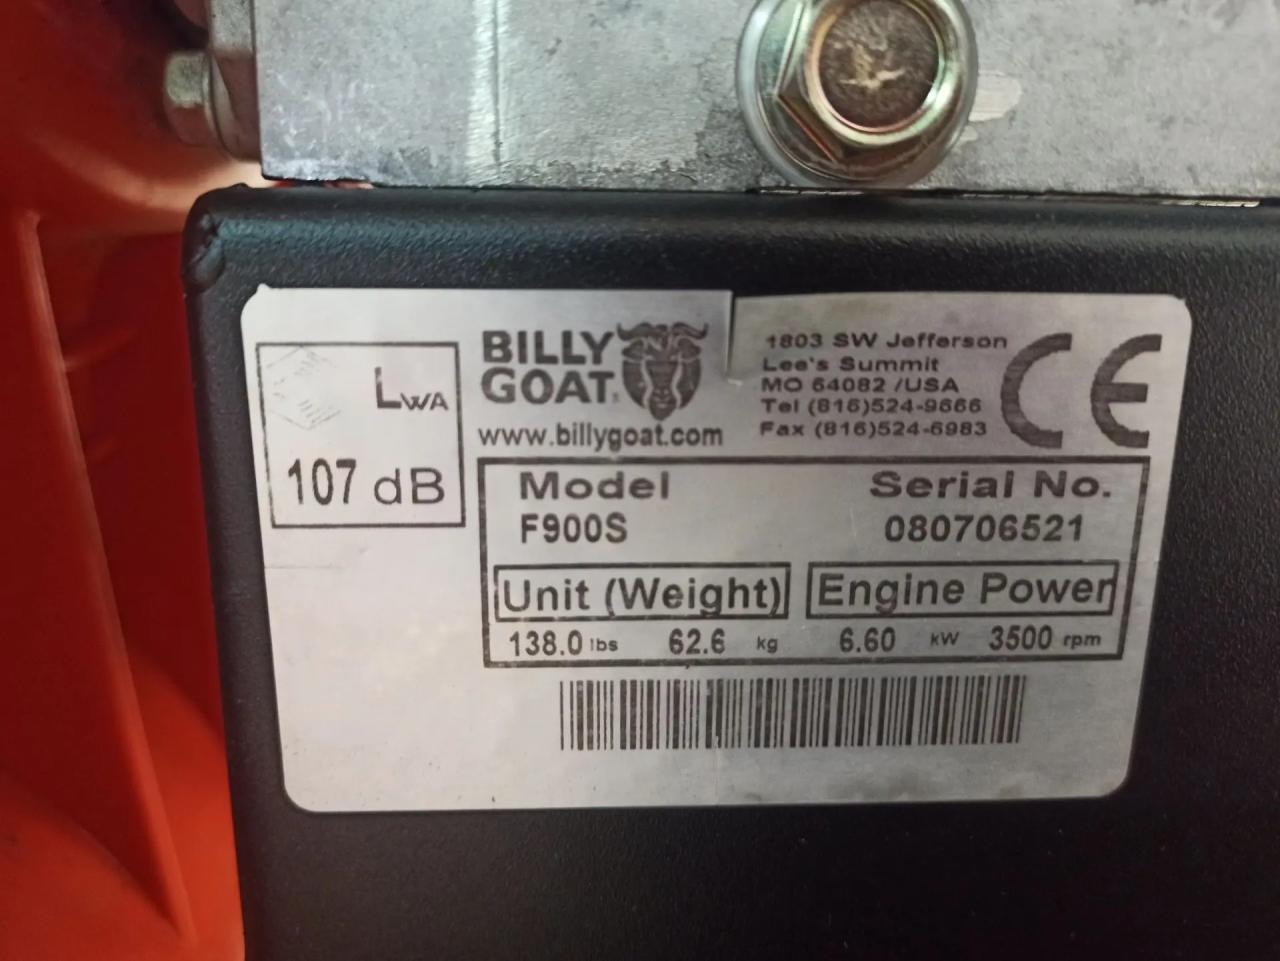 LWA
107 dB
BILLY
GOAT®
www.billygoat.com
1803 SW Jefferson
Lee's Summit
MO 64082 /USA
Tel (816)524-9666
Fax (816)524-6983
CE
Model Serial No.
F900S 080706521
Unit (Weight) Engine Power
138.0 lbs 62.6 kg 6.60 kW 3500 rpm